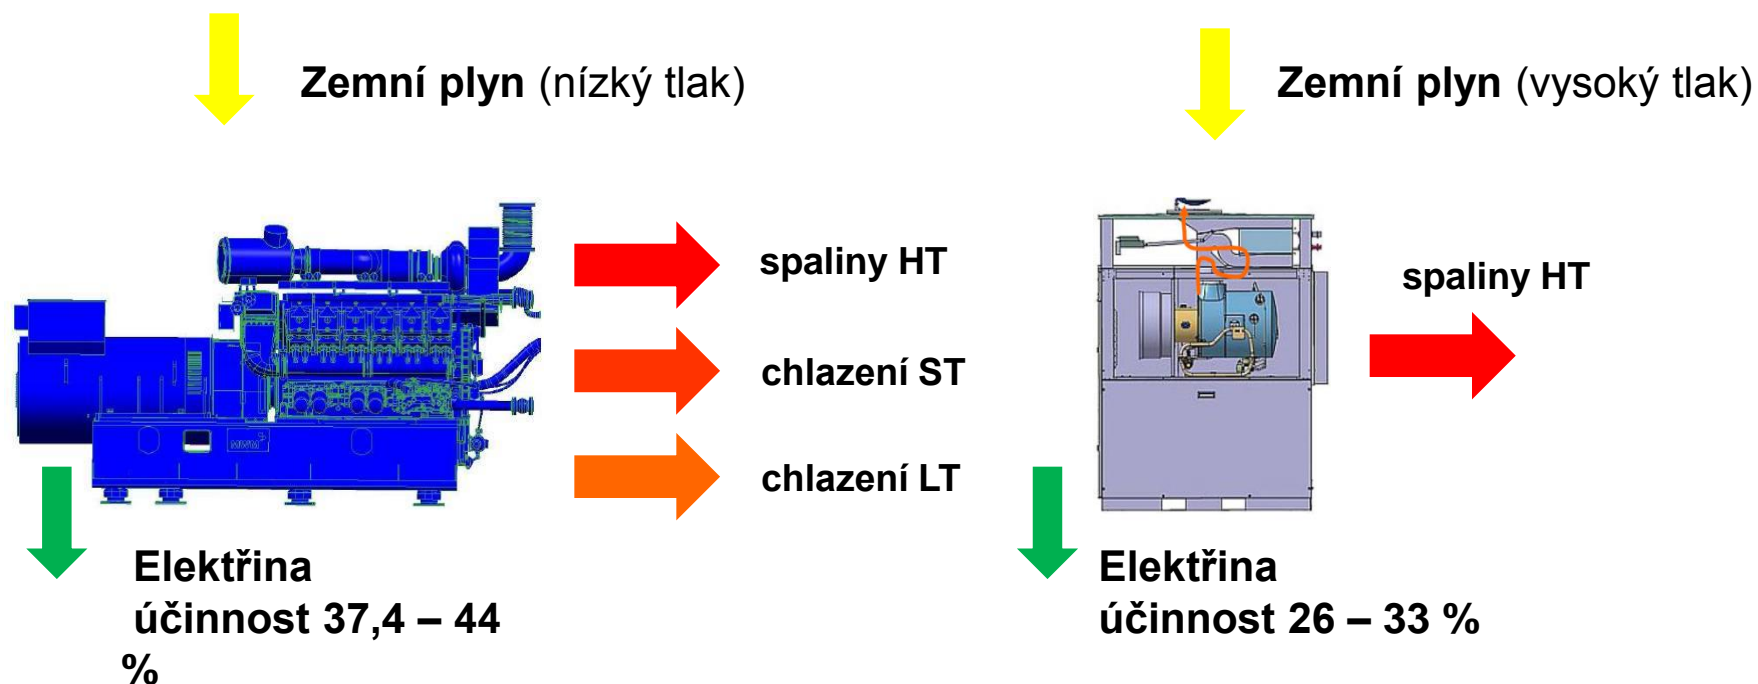 Zemní plyn (nízký tlak)
Zemní plyn (vysoký tlak)
spaliny HT
chlazení ST
chlazení LT
MWM
Elektřina
účinnost 37,4 – 44
%
spaliny HT
Elektřina
účinnost 26 – 33 %